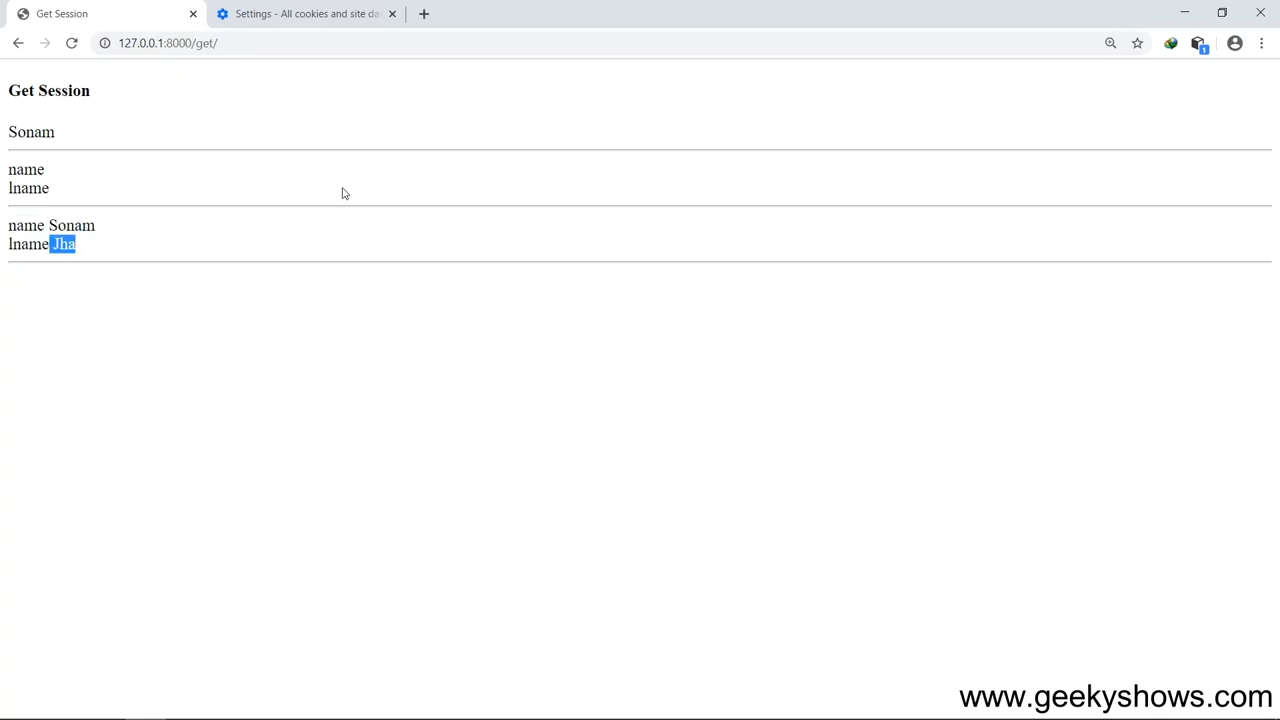 Get Session
Settings - All cookies and site da
127.0.0.1:8000/get/
1
Get Session
Sonam
name
lname
name Sonam
lname Jha
www.geekyshows.com